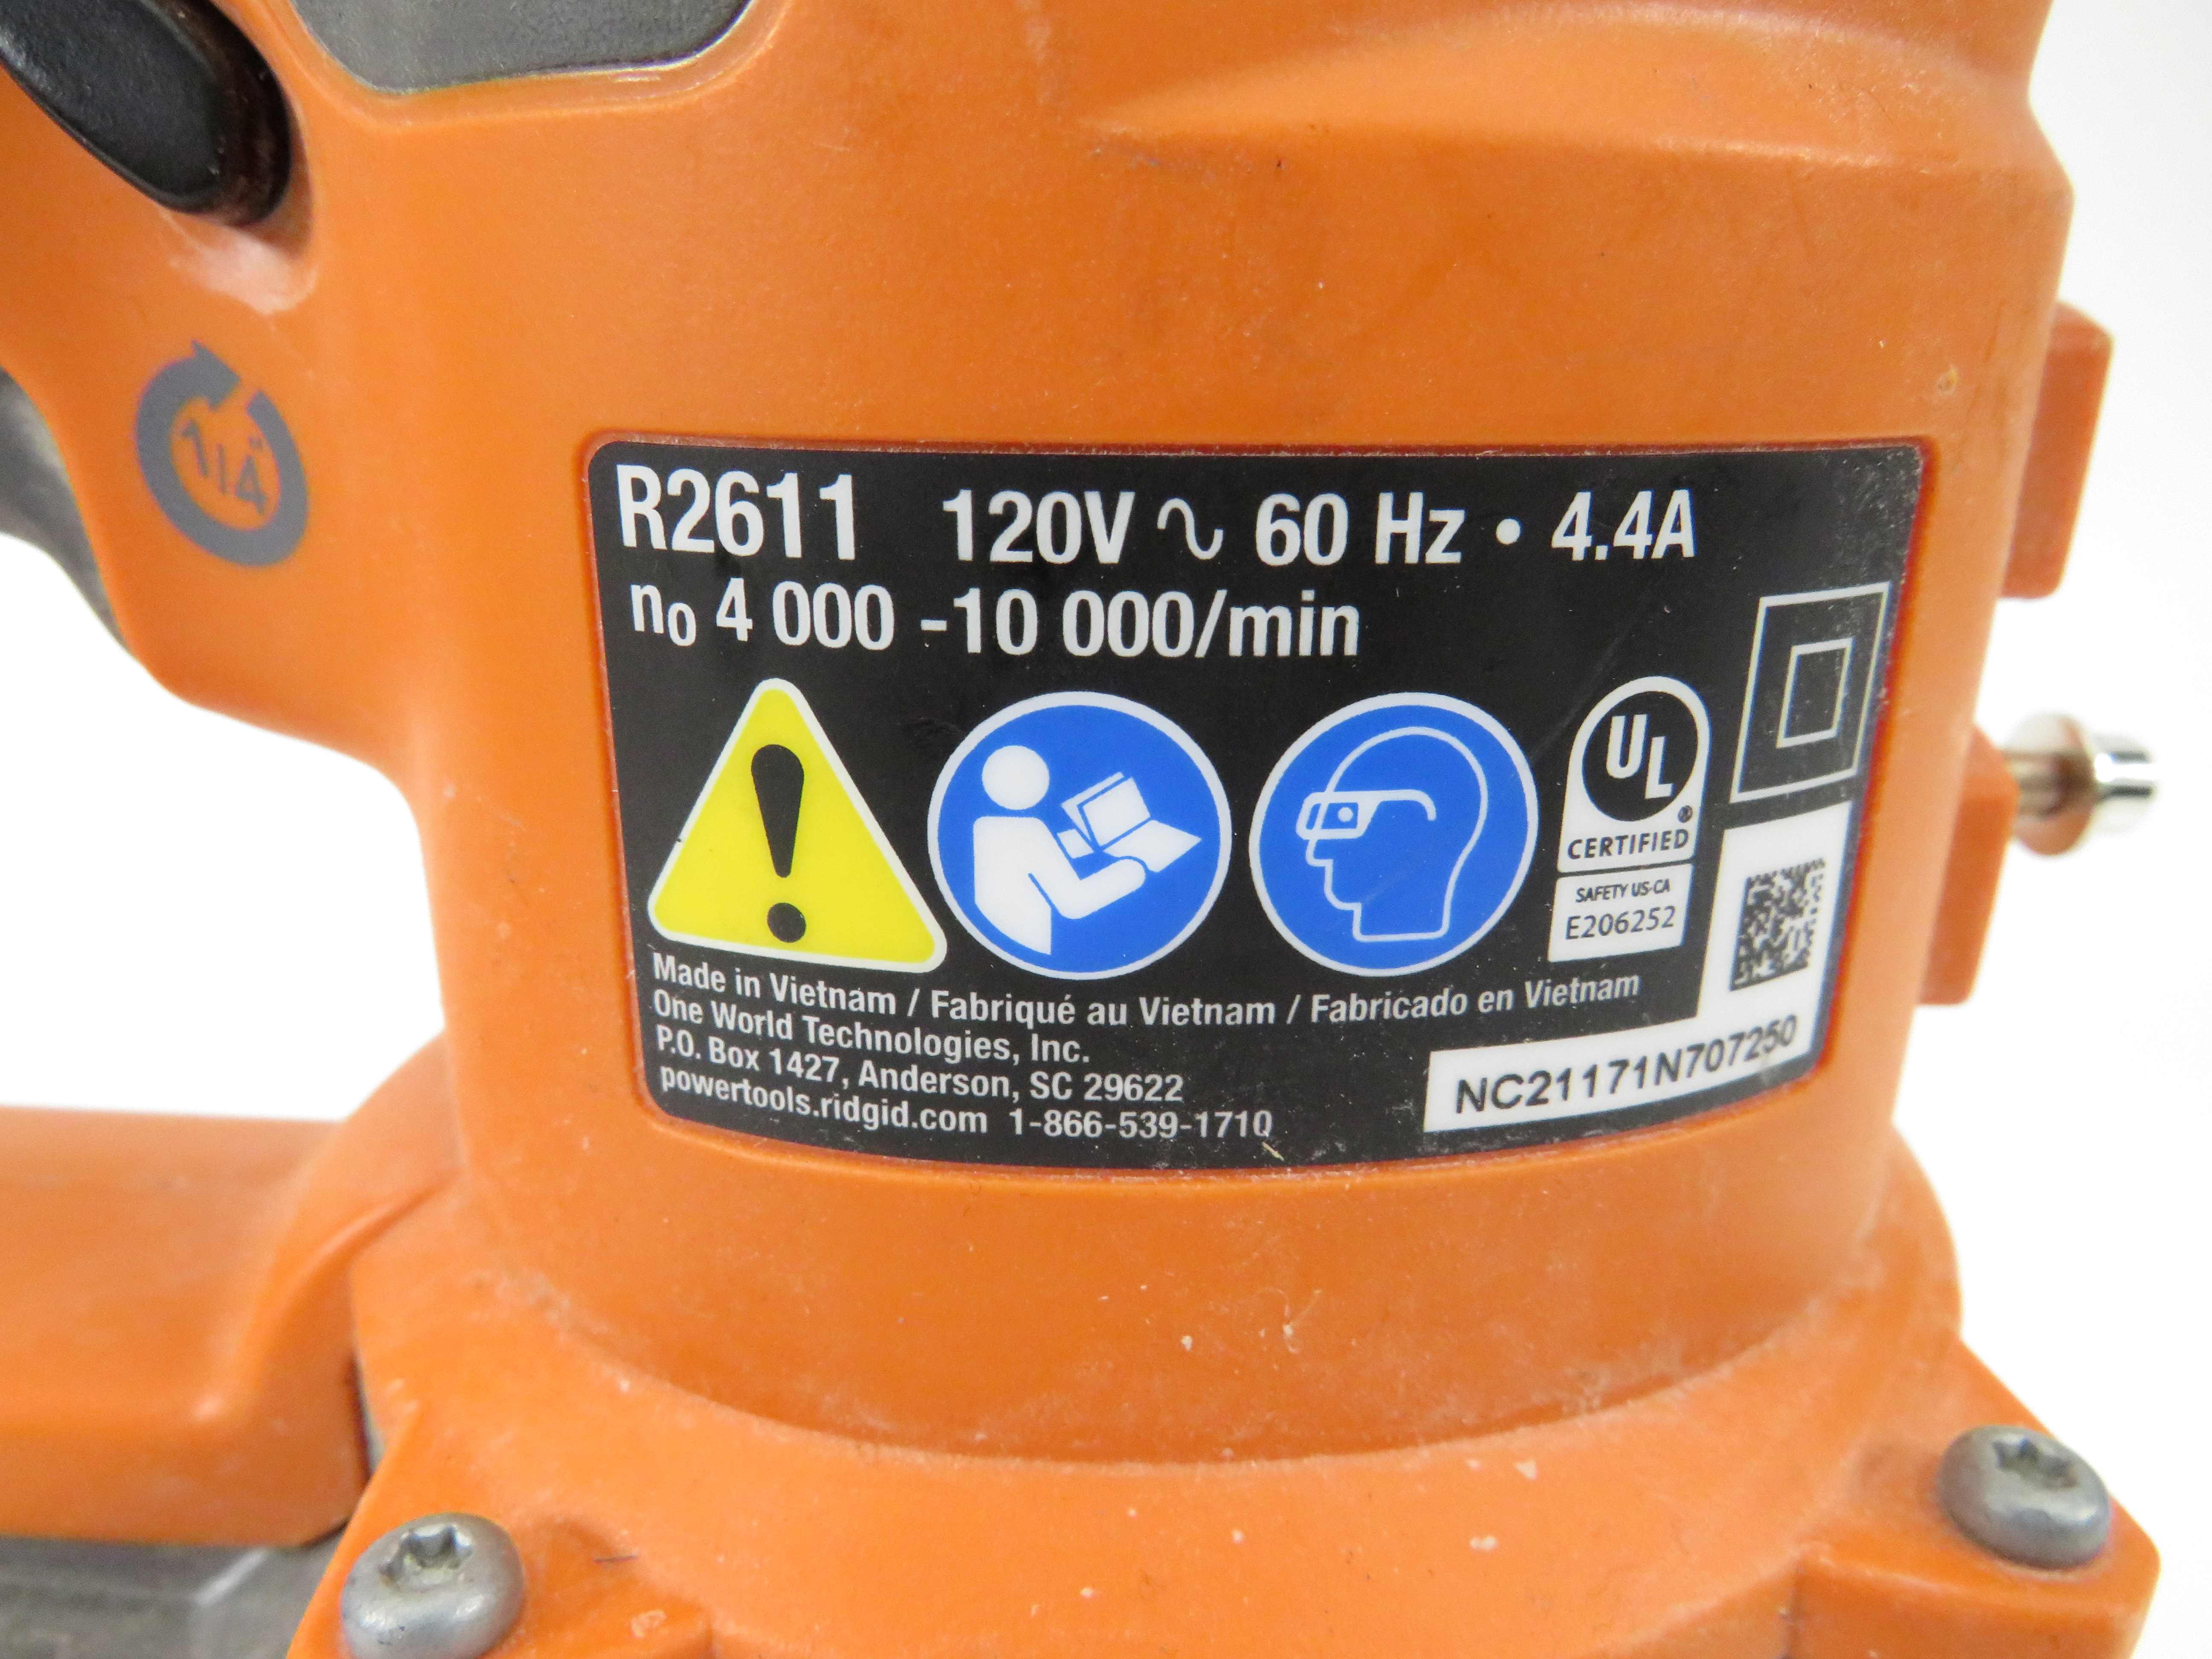 1/4"
R2611 120V ∿ 60 Hz • 4.4A
n₀ 4 000 -10 000/min
UL®
CERTIFIED
SAFETY US-CA
E206252
Made in Vietnam / Fabriqué au Vietnam / Fabricado en Vietnam
One World Technologies, Inc.
P.O. Box 1427, Anderson, SC 29622
powertools.ridgid.com 1-866-539-1710
NC21171N707250